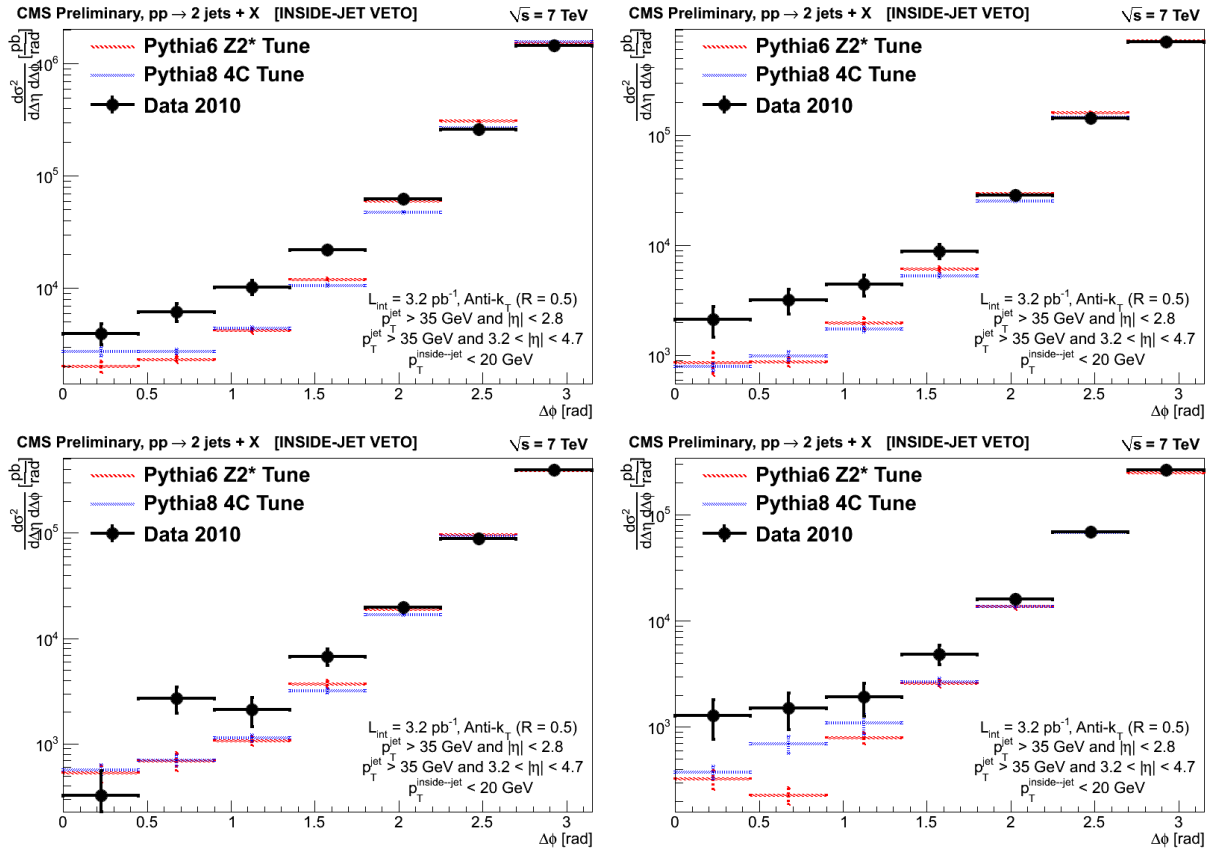 CMS Preliminary, pp → 2 jets + X [INSIDE-JET VETO] √s = 7 TeV
dσ² / dΔη dΔφ [pb / rad]
Pythia6 Z2* Tune
Pythia8 4C Tune
Data 2010
10⁶
10⁵
10⁴
L_int = 3.2 pb⁻¹, Anti-k_T (R = 0.5)
p_T^jet > 35 GeV and |η| < 2.8
p_T^jet > 35 GeV and 3.2 < |η| < 4.7
p_T^inside--jet < 20 GeV
0 0.5 1 1.5 2 2.5 3
Δφ [rad]
CMS Preliminary, pp → 2 jets + X [INSIDE-JET VETO] √s = 7 TeV
dσ² / dΔη dΔφ [pb / rad]
Pythia6 Z2* Tune
Pythia8 4C Tune
Data 2010
10⁵
10⁴
10³
L_int = 3.2 pb⁻¹, Anti-k_T (R = 0.5)
p_T^jet > 35 GeV and |η| < 2.8
p_T^jet > 35 GeV and 3.2 < |η| < 4.7
p_T^inside--jet < 20 GeV
0 0.5 1 1.5 2 2.5 3
Δφ [rad]
CMS Preliminary, pp → 2 jets + X [INSIDE-JET VETO] √s = 7 TeV
dσ² / dΔη dΔφ [pb / rad]
Pythia6 Z2* Tune
Pythia8 4C Tune
Data 2010
10⁵
10⁴
10³
L_int = 3.2 pb⁻¹, Anti-k_T (R = 0.5)
p_T^jet > 35 GeV and |η| < 2.8
p_T^jet > 35 GeV and 3.2 < |η| < 4.7
p_T^inside--jet < 20 GeV
0 0.5 1 1.5 2 2.5 3
Δφ [rad]
CMS Preliminary, pp → 2 jets + X [INSIDE-JET VETO] √s = 7 TeV
dσ² / dΔη dΔφ [pb / rad]
Pythia6 Z2* Tune
Pythia8 4C Tune
Data 2010
10⁵
10⁴
10³
L_int = 3.2 pb⁻¹, Anti-k_T (R = 0.5)
p_T^jet > 35 GeV and |η| < 2.8
p_T^jet > 35 GeV and 3.2 < |η| < 4.7
p_T^inside--jet < 20 GeV
0 0.5 1 1.5 2 2.5 3
Δφ [rad]